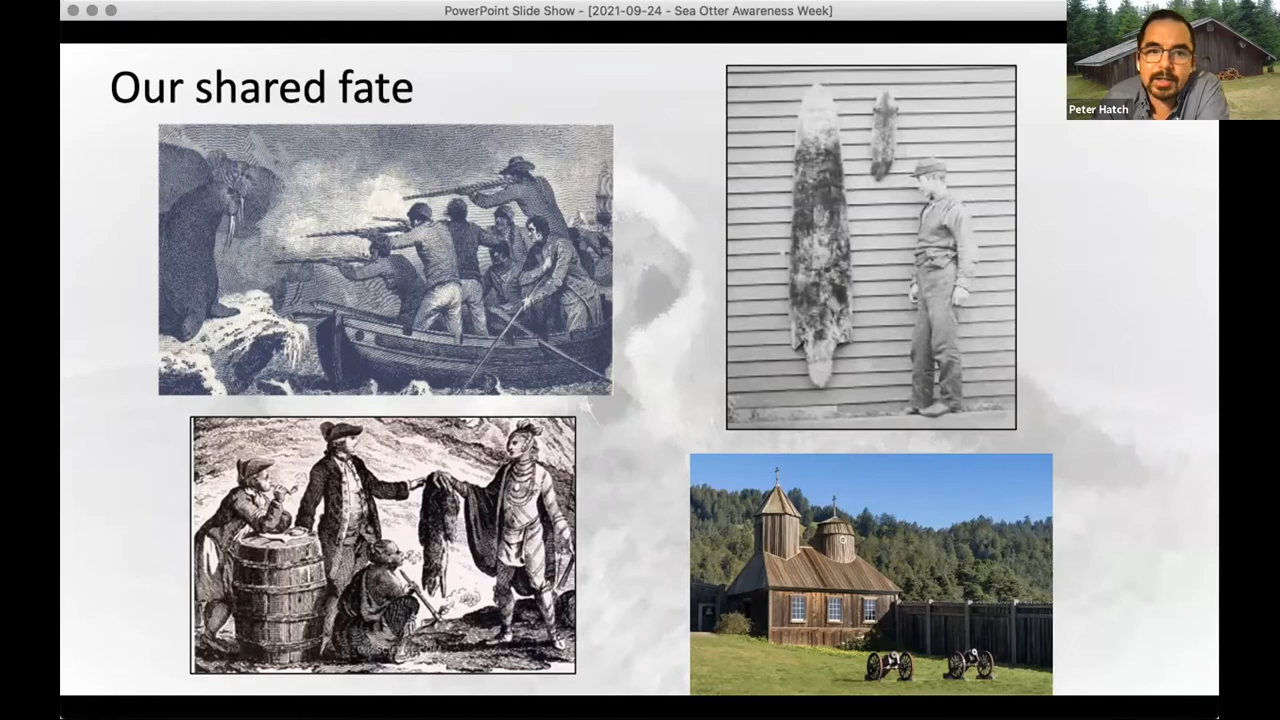 PowerPoint Slide Show - [2021-09-24 - Sea Otter Awareness Week]
Peter Hatch
Our shared fate